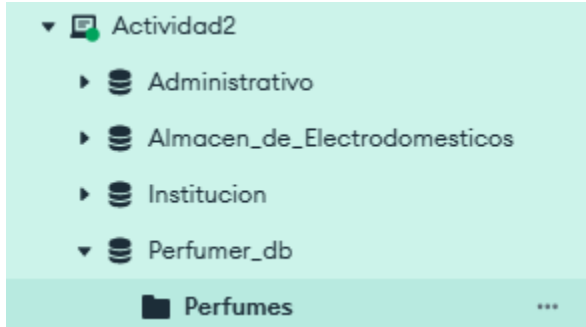 Actividad2
Administrativo
Almacen_de_Electrodomesticos
Institucion
Perfumer_db
Perfumes